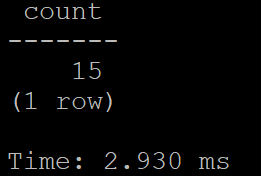 count
-------
15
(1 row)
Time: 2.930 ms